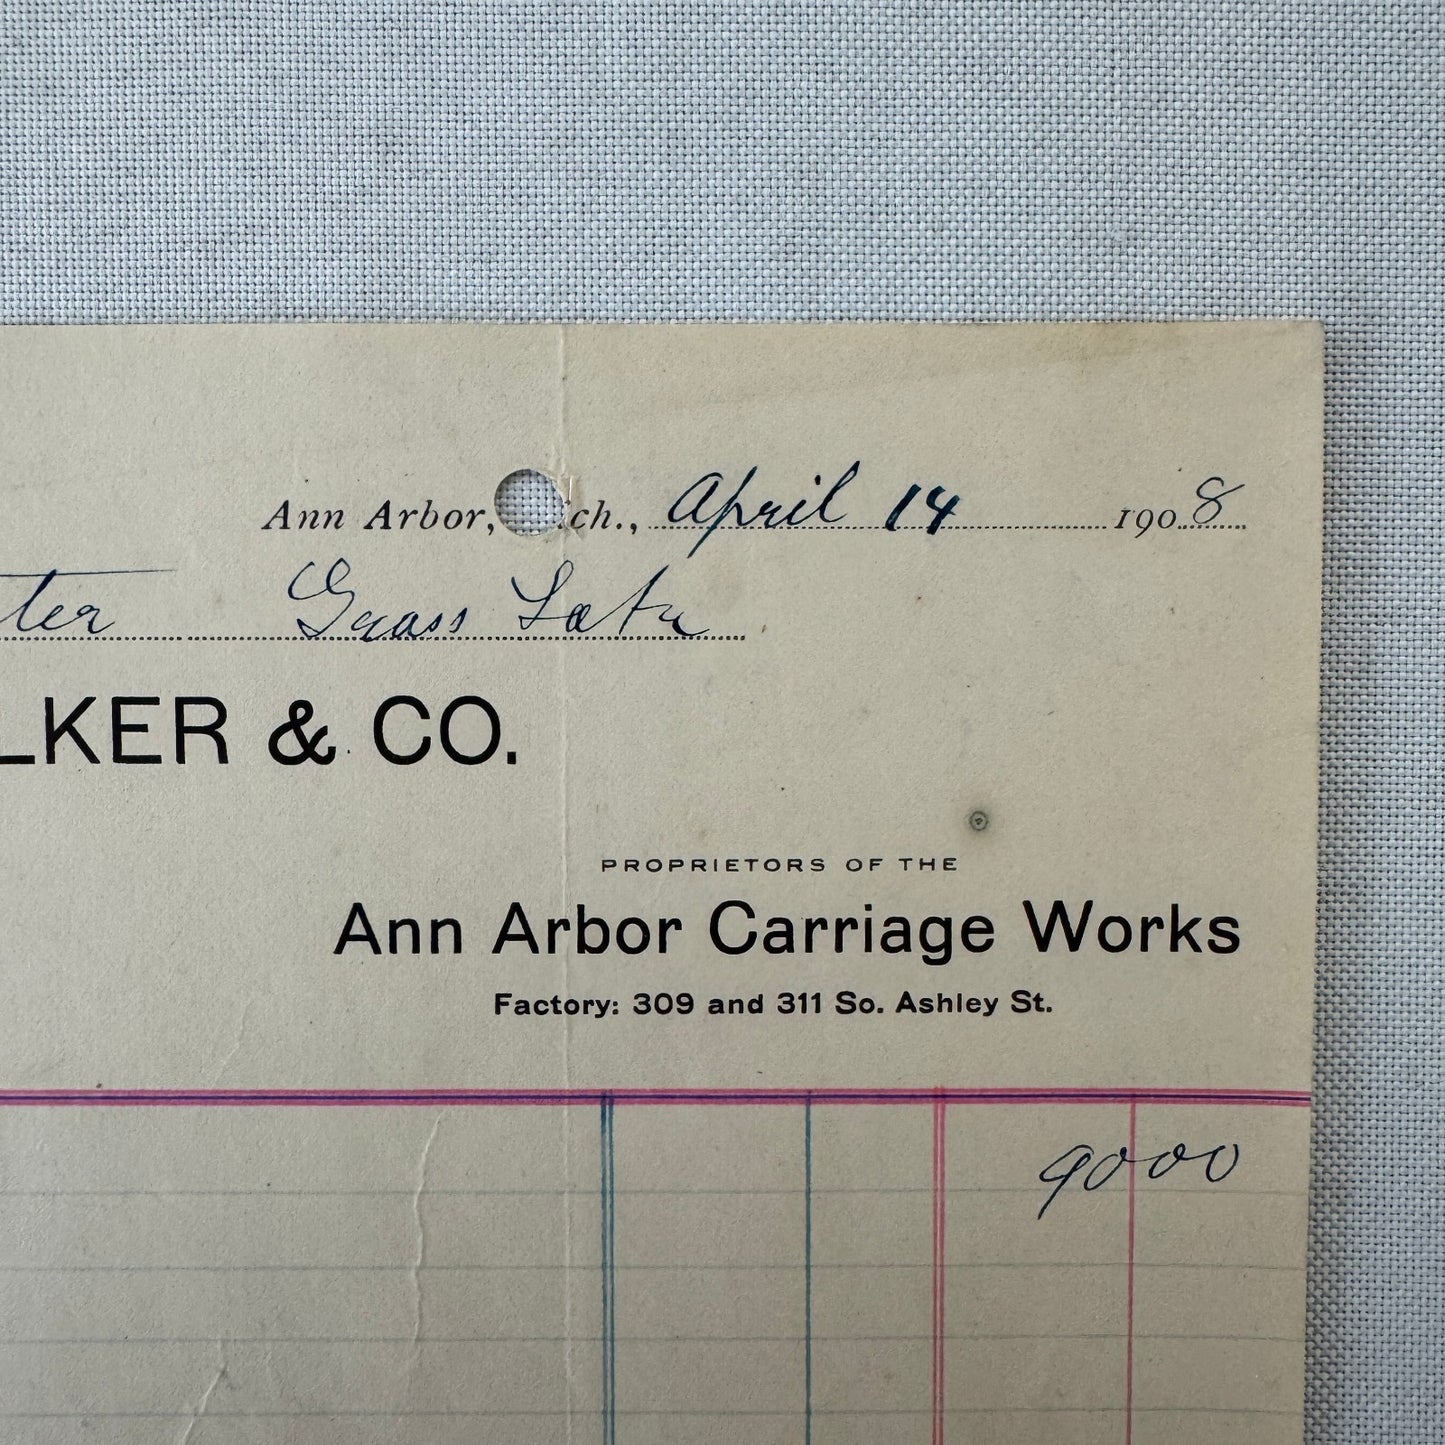 Ann Arbor, ch., April 14 1908
ter Grass Lake
LKER & CO.
PROPRIETORS OF THE
Ann Arbor Carriage Works
Factory: 309 and 311 So. Ashley St.
9000